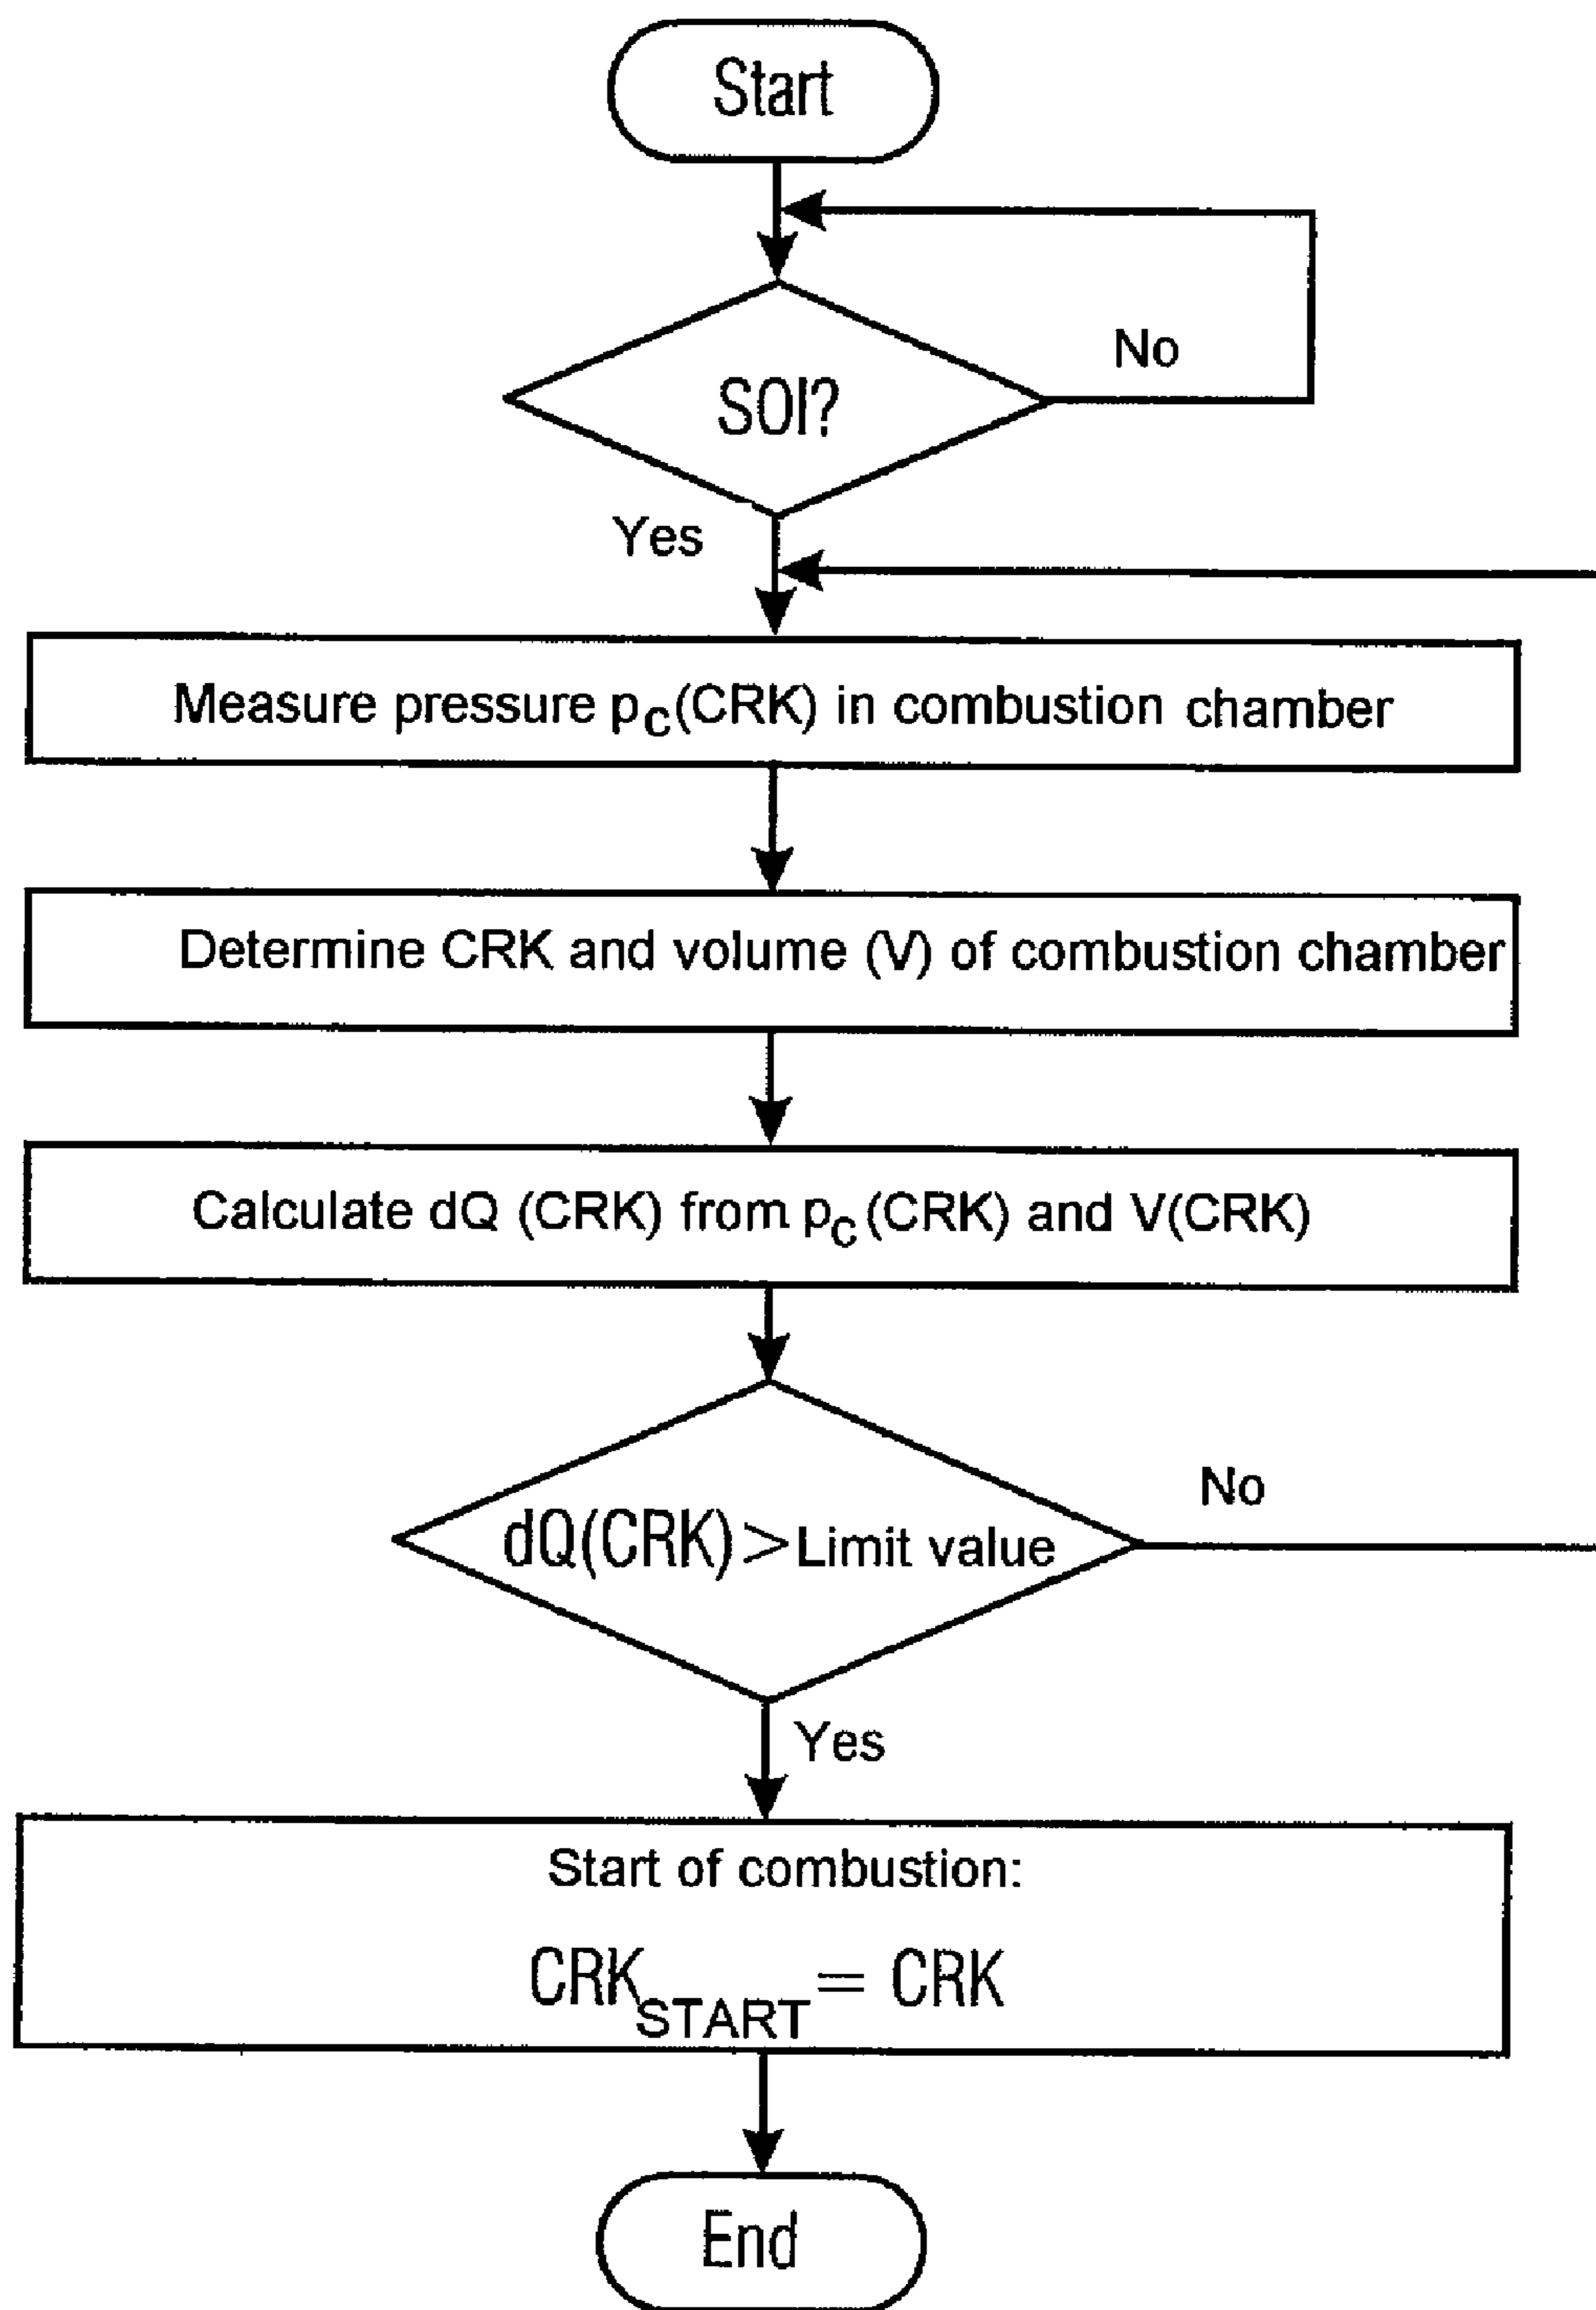 Start
SOI?
No
Yes
Measure pressure pC(CRK) in combustion chamber
Determine CRK and volume (V) of combustion chamber
Calculate dQ (CRK) from pC(CRK) and V(CRK)
dQ(CRK)>Limit value
No
Yes
Start of combustion:
CRKSTART = CRK
End